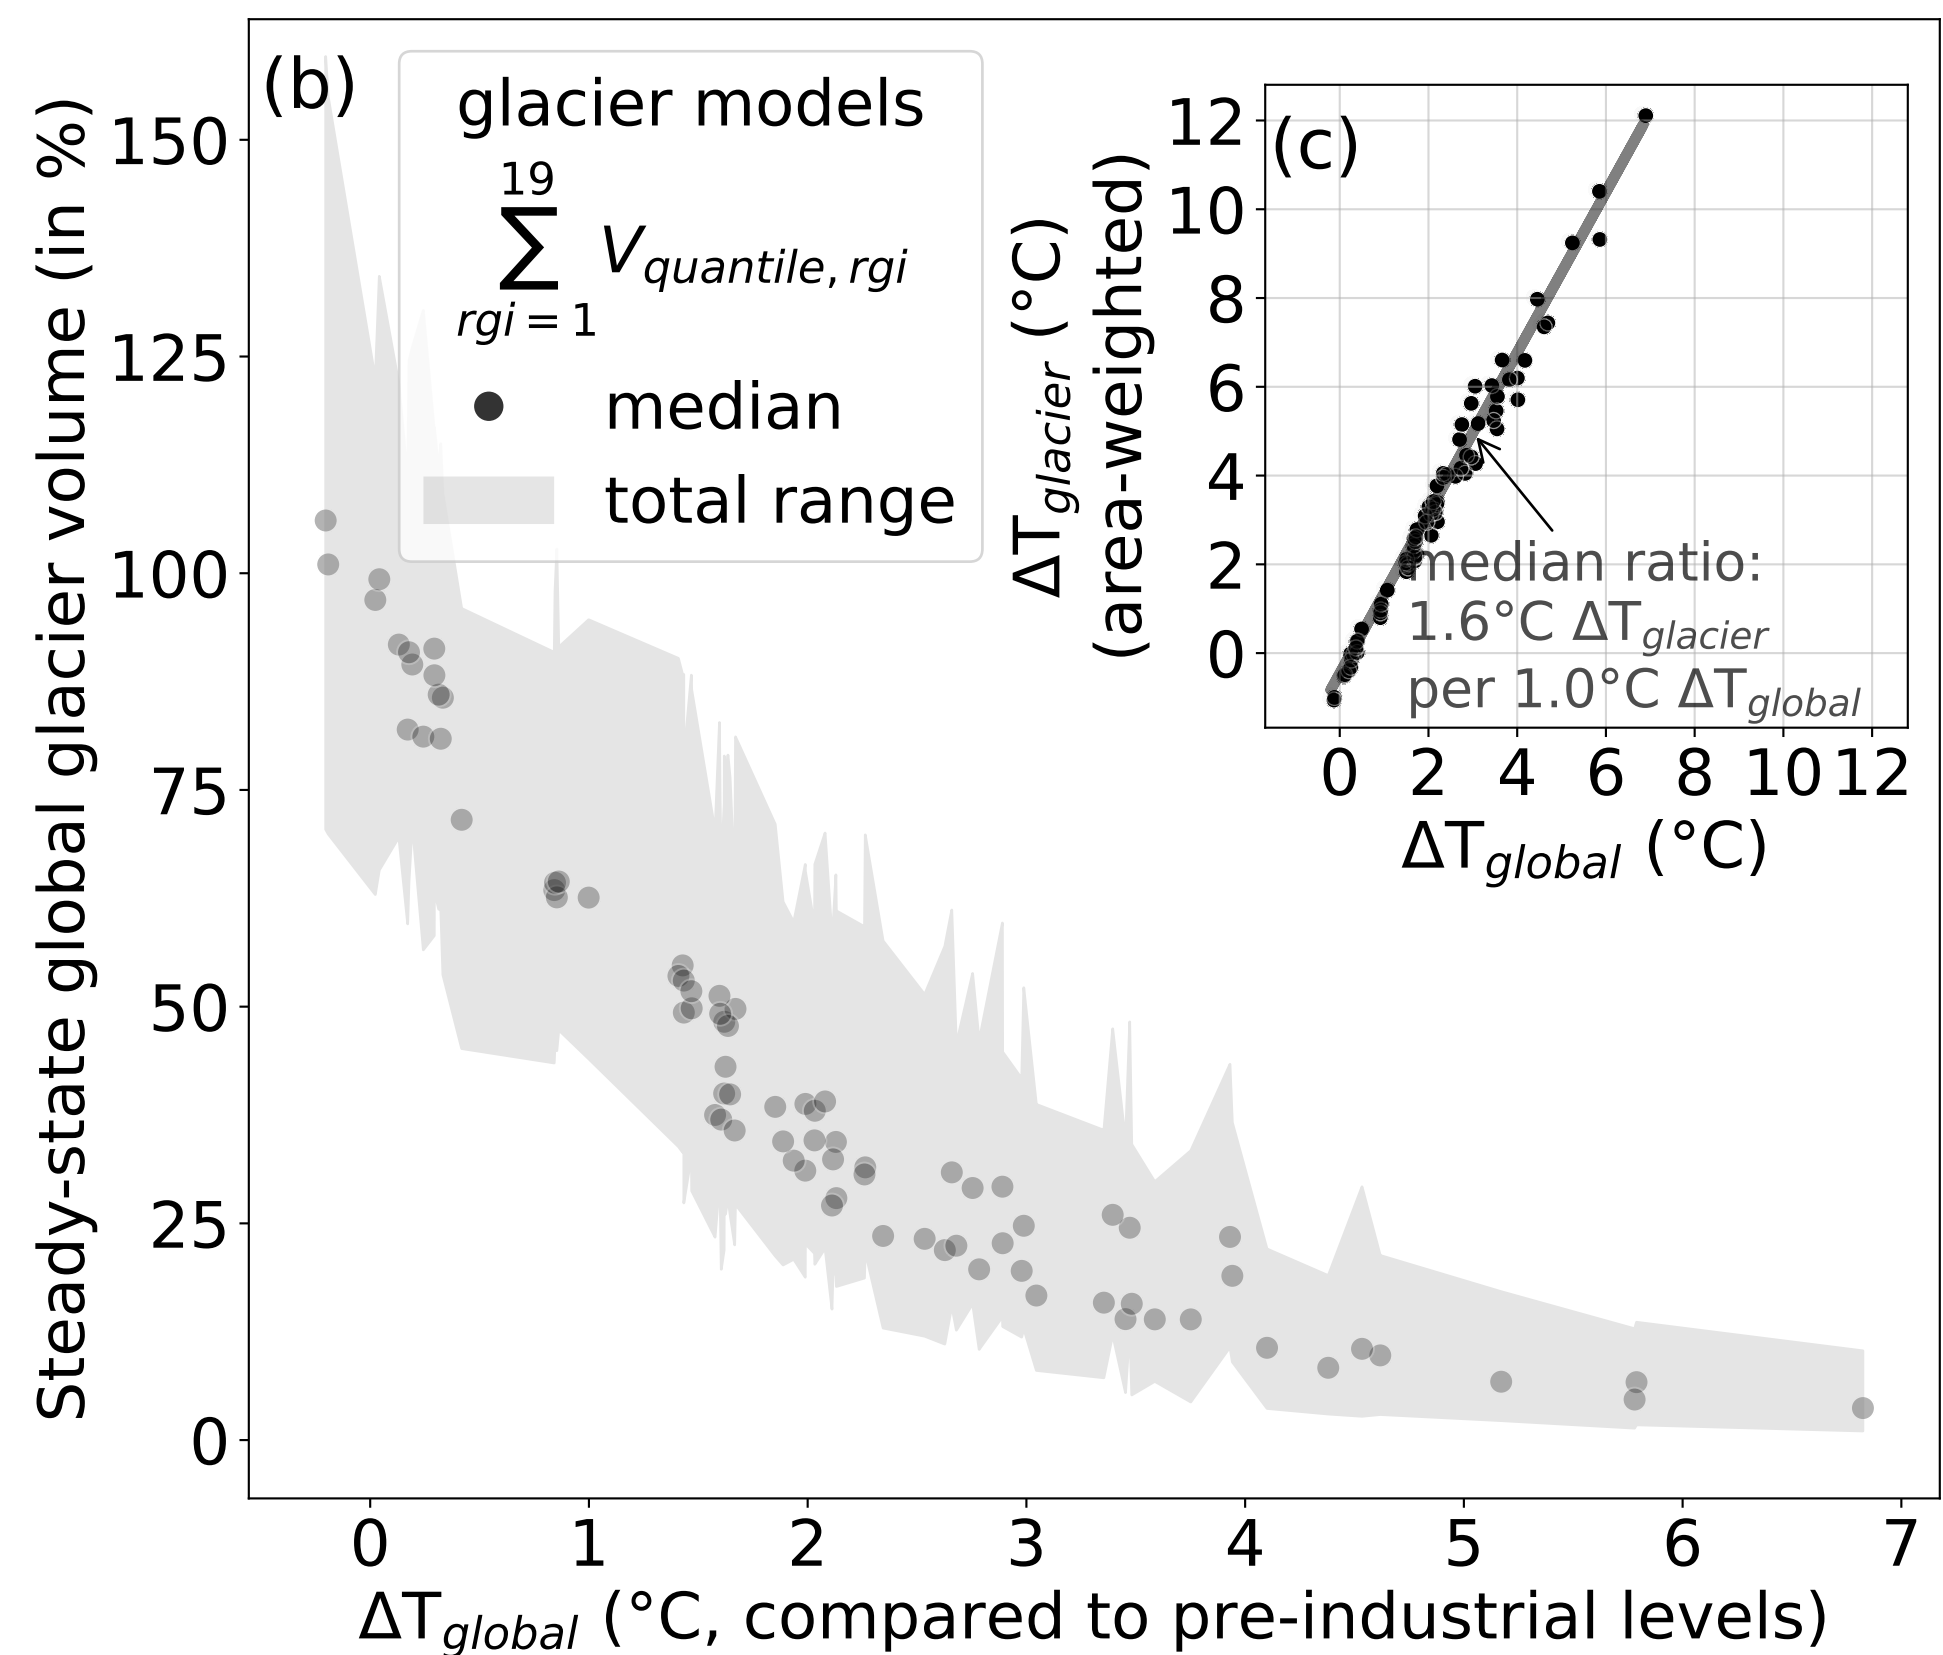 (b)
glacier models
19
∑ V_quantile, rgi
rgi = 1
median
total range
Steady-state global glacier volume (in %)
150
125
100
75
50
25
0
0 1 2 3 4 5 6 7
ΔT_global (°C, compared to pre-industrial levels)
(c)
ΔT_glacier (°C)
(area-weighted)
12
10
8
6
4
2
0
median ratio:
1.6°C ΔT_glacier
per 1.0°C ΔT_global
0 2 4 6 8 10 12
ΔT_global (°C)